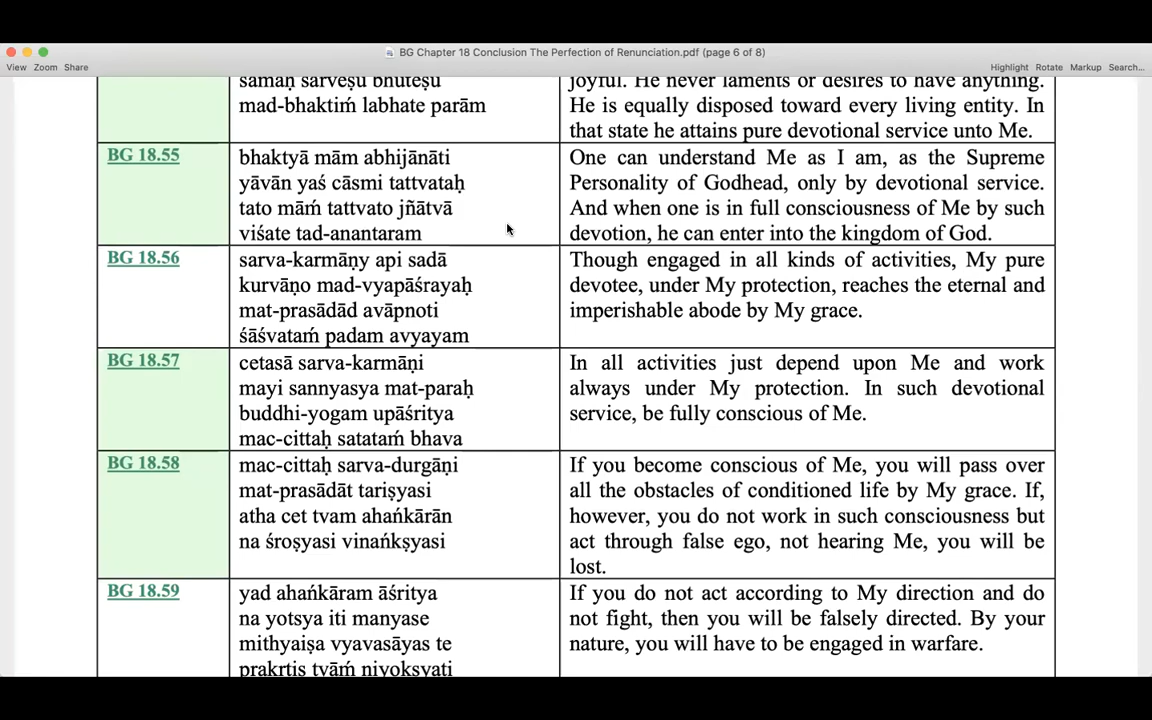 BG Chapter 18 Conclusion The Perfection of Renunciation.pdf (page 6 of 8)
View Zoom Share
Highlight Rotate Markup Search...
samaḥ sarveṣu bhūteṣu
mad-bhaktiḿ labhate parām
joyful. He never laments or desires to have anything.
He is equally disposed toward every living entity. In
that state he attains pure devotional service unto Me.
BG 18.55
bhaktyā mām abhijānāti
yāvān yaś cāsmi tattvataḥ
tato māḿ tattvato jñātvā
viśate tad-anantaram
One can understand Me as I am, as the Supreme
Personality of Godhead, only by devotional service.
And when one is in full consciousness of Me by such
devotion, he can enter into the kingdom of God.
BG 18.56
sarva-karmāṇy api sadā
kurvāṇo mad-vyapāśrayaḥ
mat-prasādād avāpnoti
śāśvataḿ padam avyayam
Though engaged in all kinds of activities, My pure
devotee, under My protection, reaches the eternal and
imperishable abode by My grace.
BG 18.57
cetasā sarva-karmāṇi
mayi sannyasya mat-paraḥ
buddhi-yogam upāśritya
mac-cittaḥ satataḿ bhava
In all activities just depend upon Me and work
always under My protection. In such devotional
service, be fully conscious of Me.
BG 18.58
mac-cittaḥ sarva-durgāṇi
mat-prasādāt tariṣyasi
atha cet tvam ahańkārān
na śroṣyasi vinańkṣyasi
If you become conscious of Me, you will pass over
all the obstacles of conditioned life by My grace. If,
however, you do not work in such consciousness but
act through false ego, not hearing Me, you will be
lost.
BG 18.59
yad ahańkāram āśritya
na yotsya iti manyase
mithyaiṣa vyavasāyas te
prakṛtis tvāḿ niyokṣyati
If you do not act according to My direction and do
not fight, then you will be falsely directed. By your
nature, you will have to be engaged in warfare.